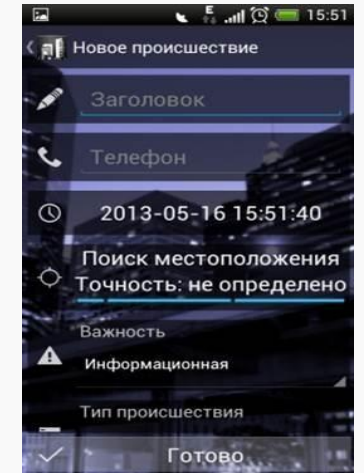 E
15:51
Новое происшествие
Заголовок
Телефон
2013-05-16 15:51:40
Поиск местоположения
Точность: не определено
Важность
Информационная
Тип происшествия
Готово